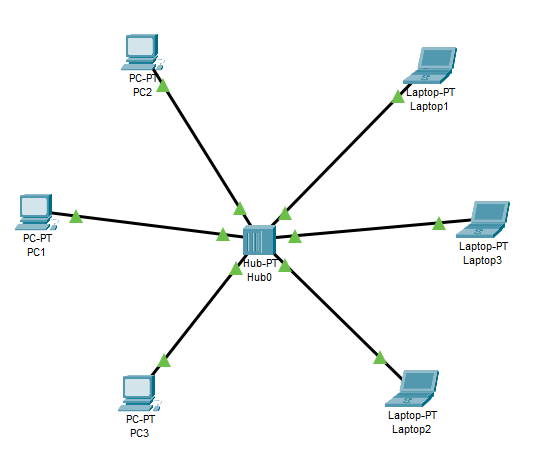 PC-PT
PC2
Laptop-PT
Laptop1
PC-PT
PC1
Hub-PT
Hub0
Laptop-PT
Laptop3
PC-PT
PC3
Laptop-PT
Laptop2